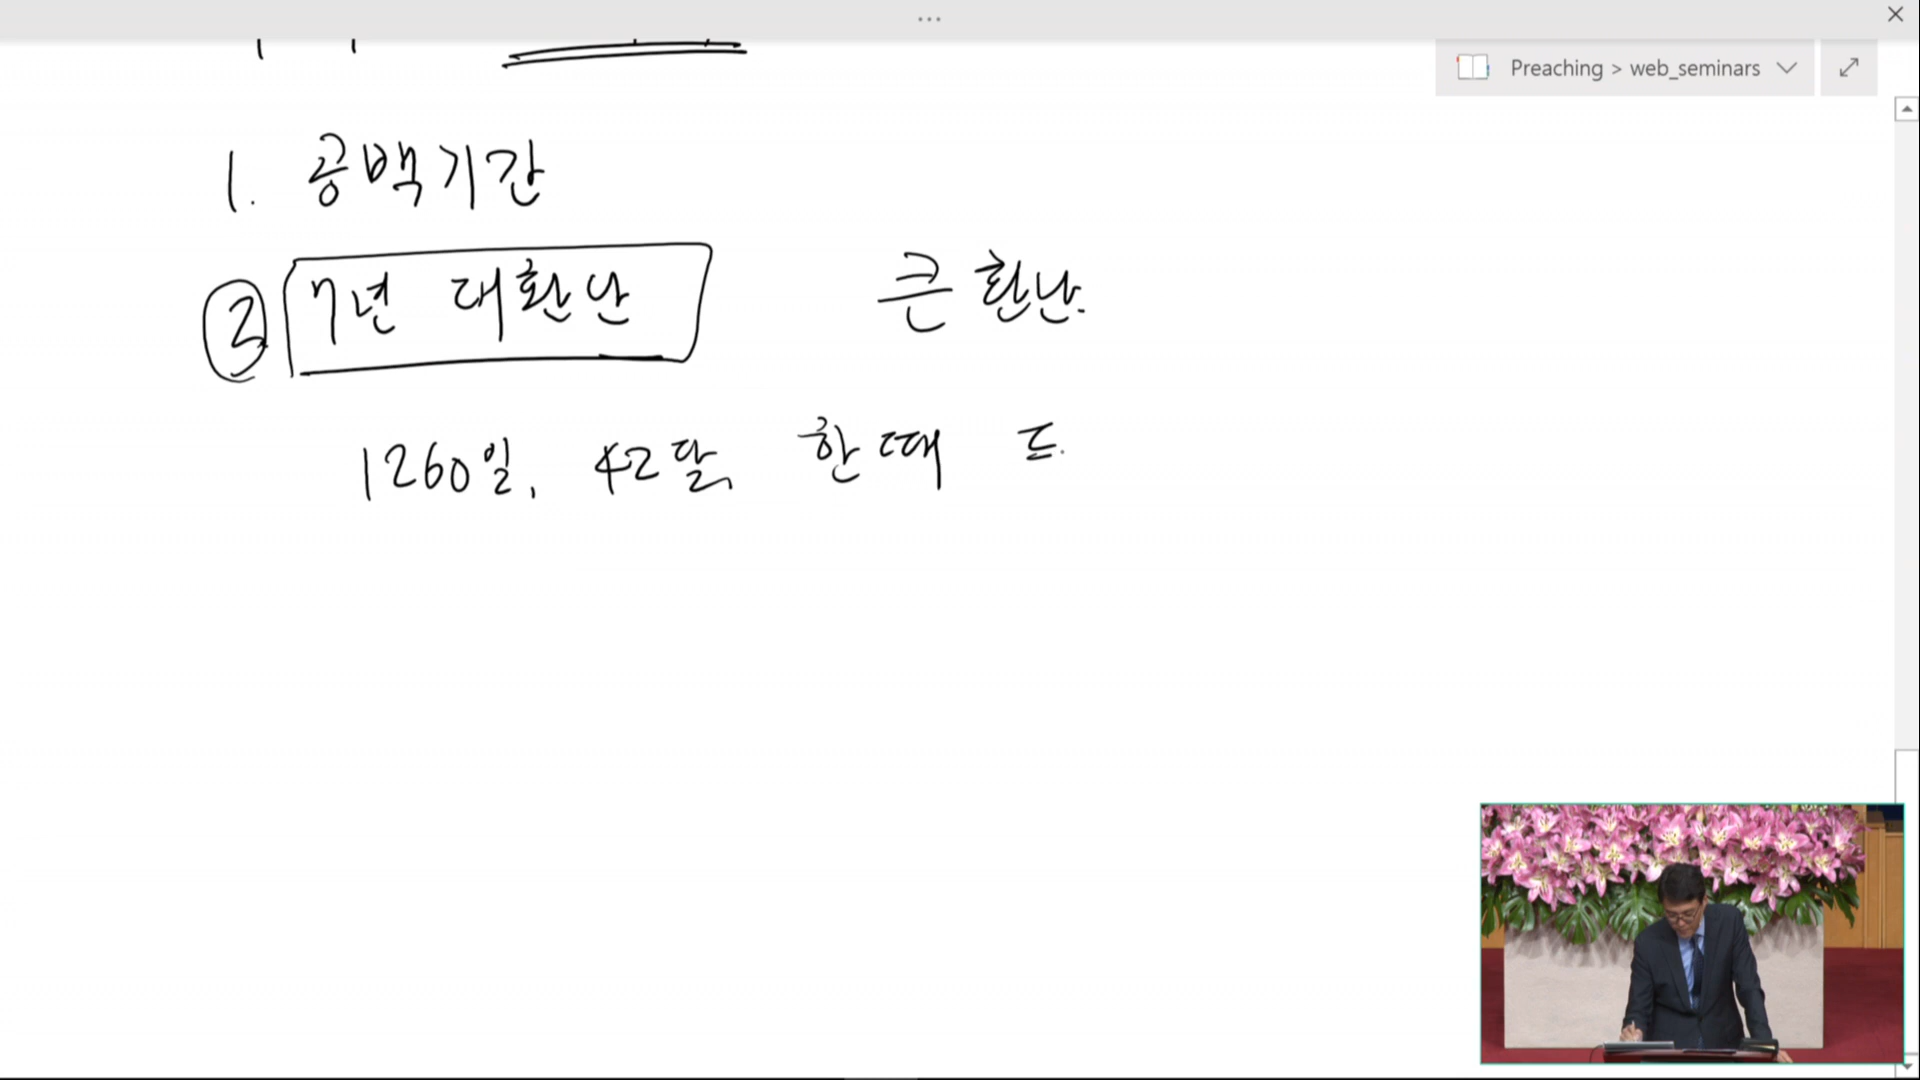 ...
Preaching > web_seminars
1. 공백기간
② 7년 대환난 큰 환난.
1260일, 42달, 한때